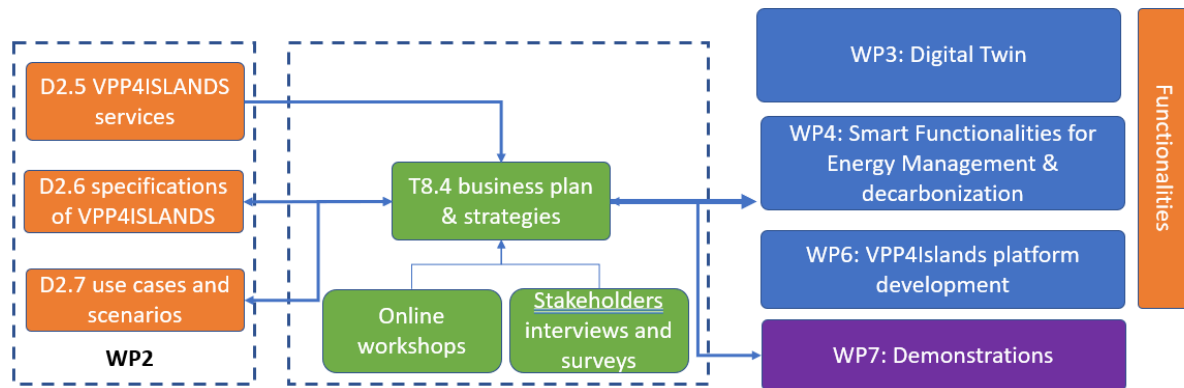 D2.5 VPP4ISLANDS
services
D2.6 specifications
of VPP4ISLANDS
D2.7 use cases and
scenarios
WP2
T8.4 business plan
& strategies
Online
workshops
Stakeholders
interviews and
surveys
WP3: Digital Twin
WP4: Smart Functionalities for
Energy Management &
decarbonization
WP6: VPP4Islands platform
development
WP7: Demonstrations
Functionalities